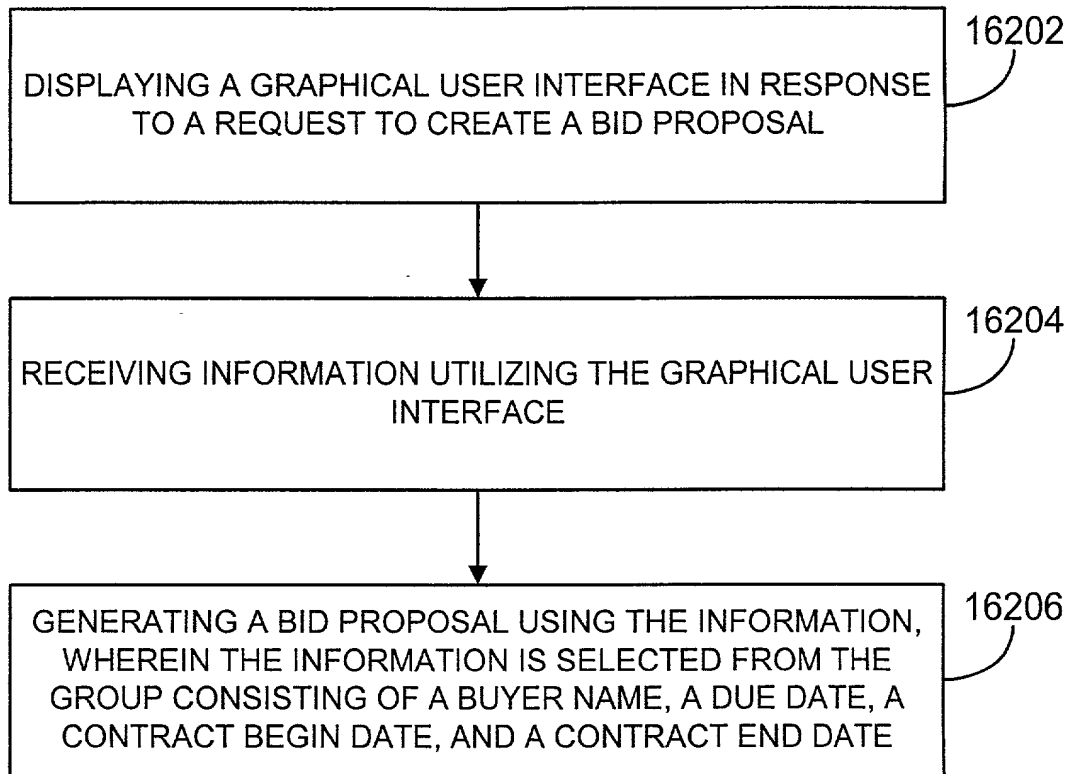 16202
DISPLAYING A GRAPHICAL USER INTERFACE IN RESPONSE
TO A REQUEST TO CREATE A BID PROPOSAL
16204
RECEIVING INFORMATION UTILIZING THE GRAPHICAL USER
INTERFACE
16206
GENERATING A BID PROPOSAL USING THE INFORMATION,
WHEREIN THE INFORMATION IS SELECTED FROM THE
GROUP CONSISTING OF A BUYER NAME, A DUE DATE, A
CONTRACT BEGIN DATE, AND A CONTRACT END DATE